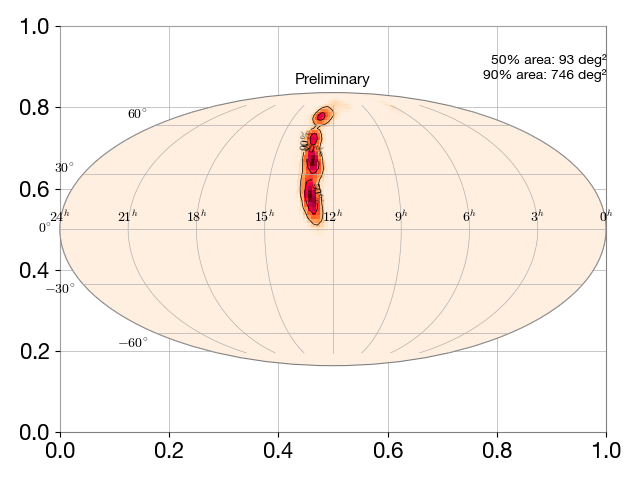 1.0
50% area: 93 deg²
90% area: 746 deg²
Preliminary
0.8
60°
30°
0.6
24ʰ 21ʰ 18ʰ 15ʰ 12ʰ 9ʰ 6ʰ 3ʰ 0ʰ
0°
0.4
−30°
0.2
−60°
0.0
0.0 0.2 0.4 0.6 0.8 1.0